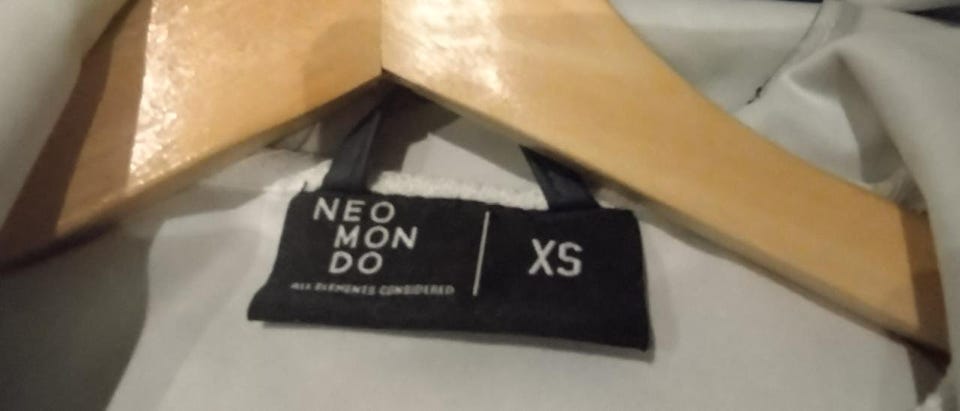 NEO
MON
DO
ALL ELEMENTS CONSIDERED
XS